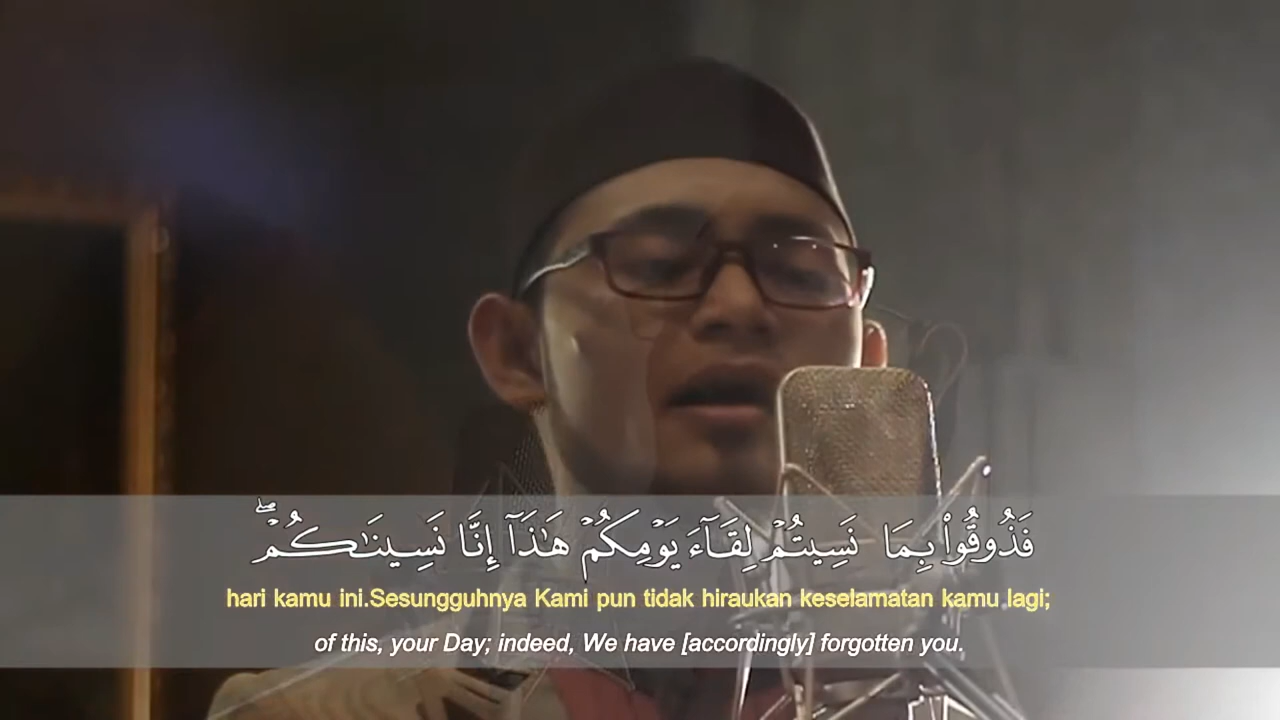 فَذُوقُوا۟ بِمَا نَسِيتُمْ لِقَآءَ يَوْمِكُمْ هَـٰذَآ إِنَّا نَسِينَـٰكُمْ ۖ
hari kamu ini.Sesungguhnya Kami pun tidak hiraukan keselamatan kamu lagi;
of this, your Day; indeed, We have [accordingly] forgotten you.